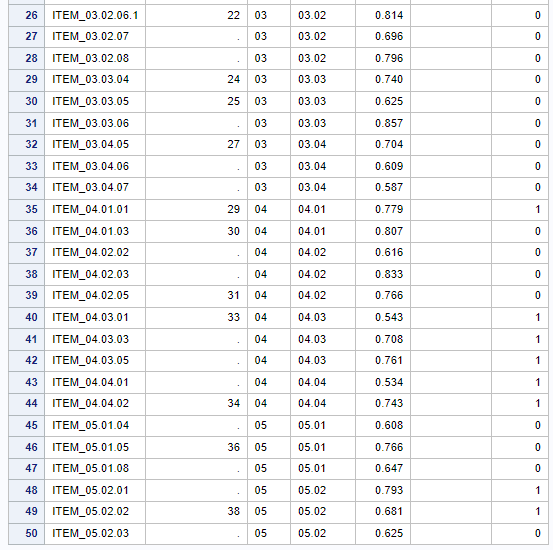 26 ITEM_03.02.06.1 22 03 03.02 0.814 0
27 ITEM_03.02.07 . 03 03.02 0.696 0
28 ITEM_03.02.08 . 03 03.02 0.796 0
29 ITEM_03.03.04 24 03 03.03 0.740 0
30 ITEM_03.03.05 25 03 03.03 0.625 0
31 ITEM_03.03.06 . 03 03.03 0.857 0
32 ITEM_03.04.05 27 03 03.04 0.704 0
33 ITEM_03.04.06 . 03 03.04 0.609 0
34 ITEM_03.04.07 . 03 03.04 0.587 0
35 ITEM_04.01.01 29 04 04.01 0.779 1
36 ITEM_04.01.03 30 04 04.01 0.807 0
37 ITEM_04.02.02 . 04 04.02 0.616 0
38 ITEM_04.02.03 . 04 04.02 0.833 0
39 ITEM_04.02.05 31 04 04.02 0.766 0
40 ITEM_04.03.01 33 04 04.03 0.543 1
41 ITEM_04.03.03 . 04 04.03 0.708 1
42 ITEM_04.03.05 . 04 04.03 0.761 1
43 ITEM_04.04.01 . 04 04.04 0.534 1
44 ITEM_04.04.02 34 04 04.04 0.743 1
45 ITEM_05.01.04 . 05 05.01 0.608 0
46 ITEM_05.01.05 36 05 05.01 0.766 0
47 ITEM_05.01.08 . 05 05.01 0.647 0
48 ITEM_05.02.01 . 05 05.02 0.793 1
49 ITEM_05.02.02 38 05 05.02 0.681 1
50 ITEM_05.02.03 . 05 05.02 0.625 0